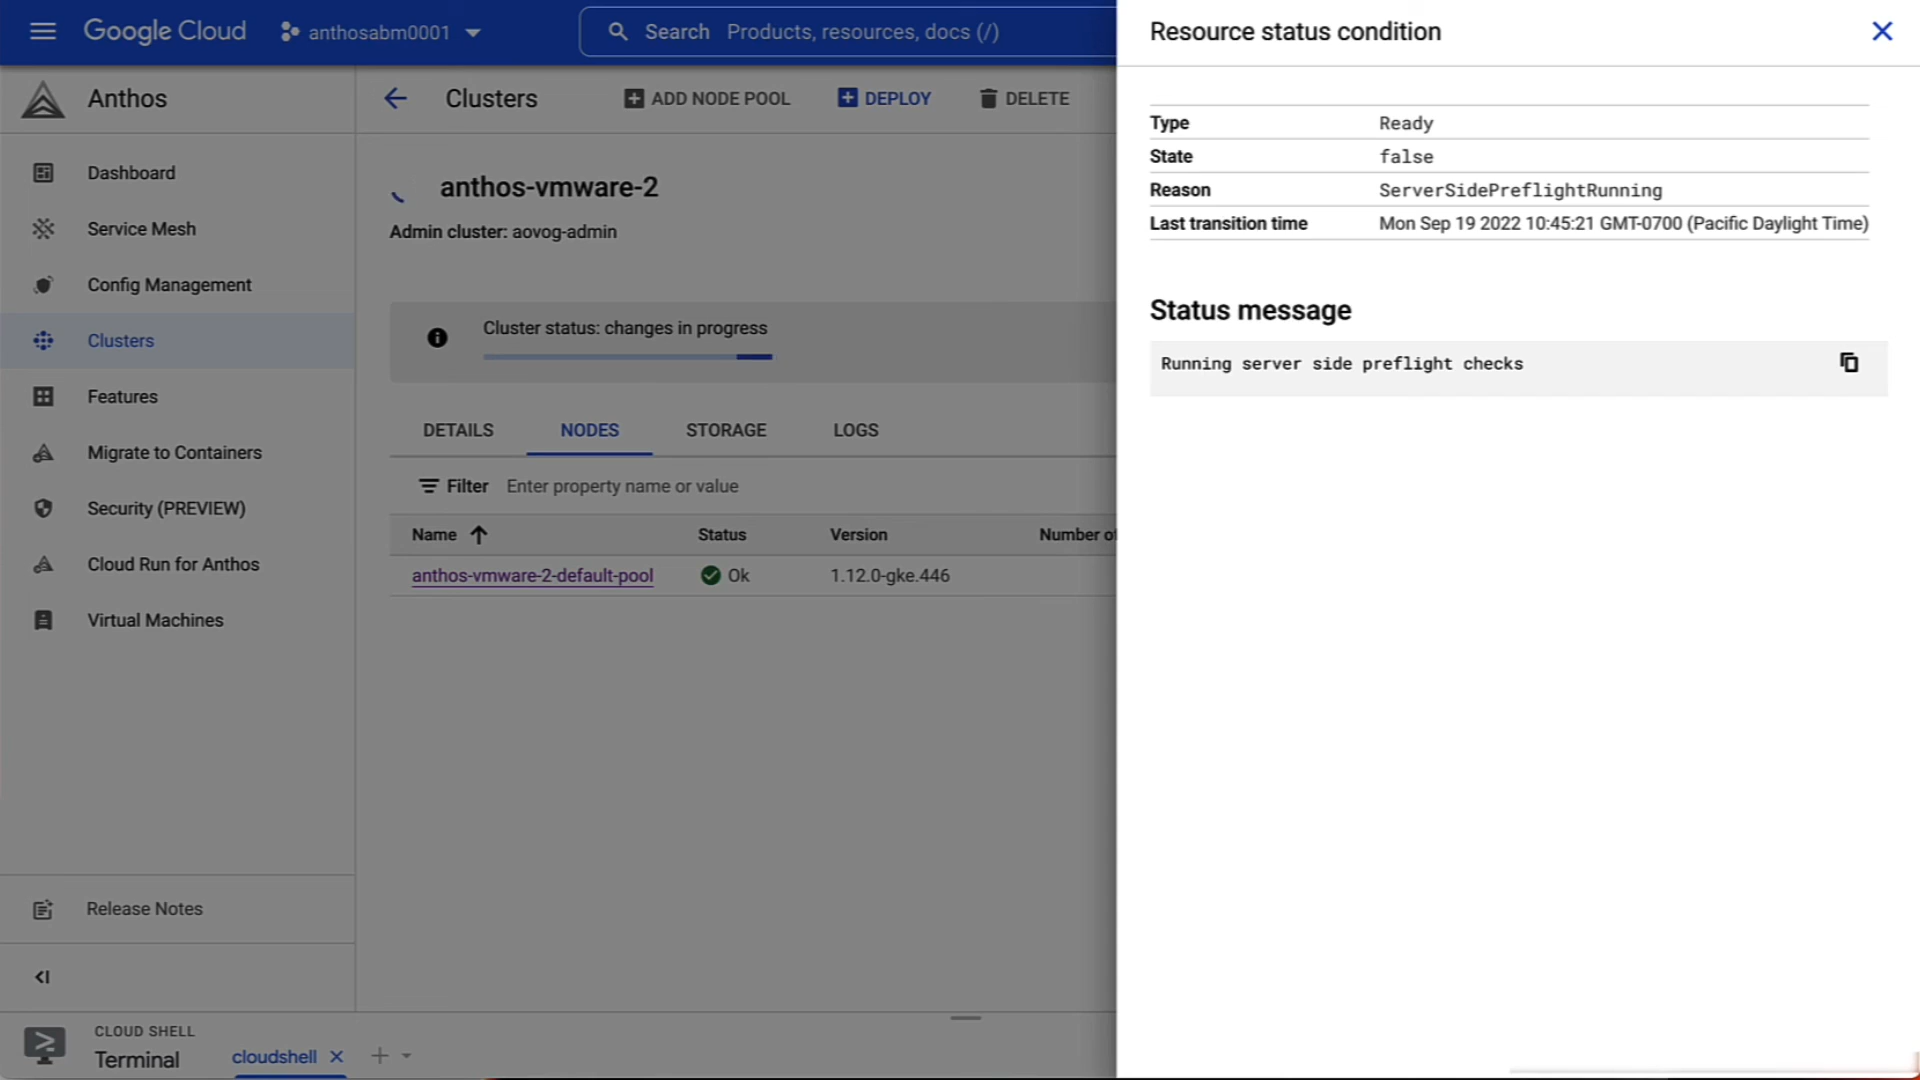 Google Cloud
anthosabm0001
Search Products, resources, docs (/)
Anthos
Dashboard
Service Mesh
Config Management
Clusters
Features
Migrate to Containers
Security (PREVIEW)
Cloud Run for Anthos
Virtual Machines
Release Notes
Clusters
ADD NODE POOL
DEPLOY
DELETE
anthos-vmware-2
Admin cluster: aovog-admin
Cluster status: changes in progress
DETAILS
NODES
STORAGE
LOGS
Filter Enter property name or value
Name Status Version Number of
anthos-vmware-2-default-pool Ok 1.12.0-gke.446
Resource status condition
Type Ready
State false
Reason ServerSidePreflightRunning
Last transition time Mon Sep 19 2022 10:45:21 GMT-0700 (Pacific Daylight Time)
Status message
Running server side preflight checks
CLOUD SHELL
Terminal
cloudshell